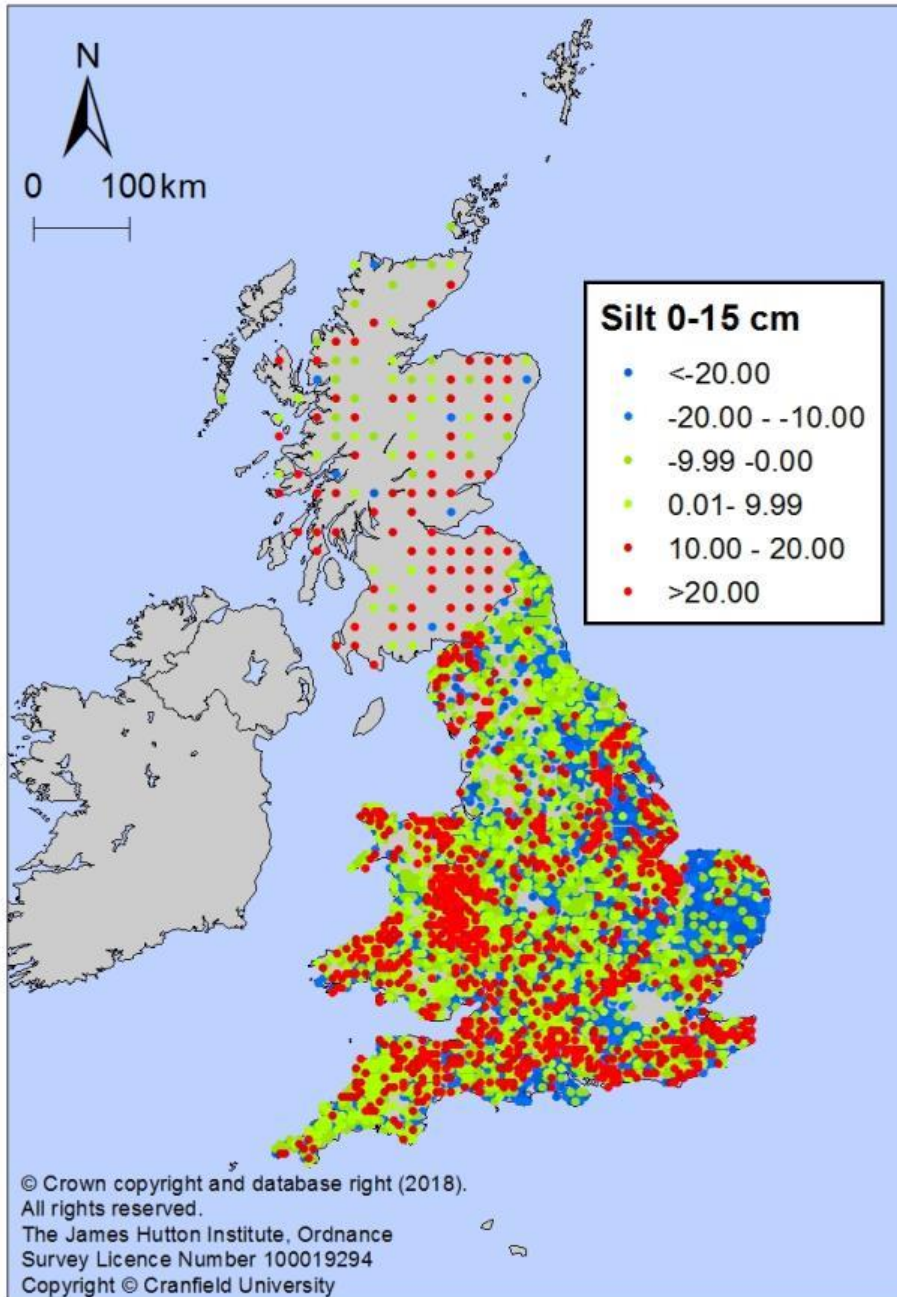 N
0 100km
Silt 0-15 cm
<-20.00
-20.00 - -10.00
-9.99 -0.00
0.01- 9.99
10.00 - 20.00
>20.00
© Crown copyright and database right (2018).
All rights reserved.
The James Hutton Institute, Ordnance
Survey Licence Number 100019294
Copyright © Cranfield University